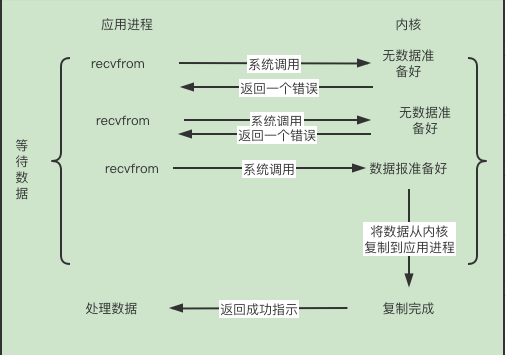 应用进程
内核
recvfrom
系统调用
无数据准
备好
返回一个错误
recvfrom
系统调用
无数据准
备好
返回一个错误
等
待
数
据
recvfrom
系统调用
数据报准备好
将数据从内核
复制到应用进程
处理数据
返回成功指示
复制完成